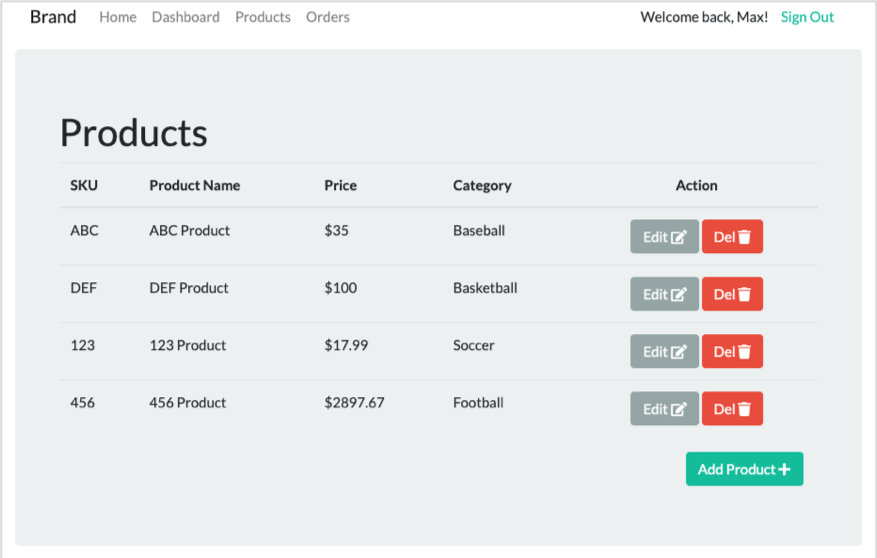 Brand Home Dashboard Products Orders Welcome back, Max! Sign Out
Products
SKU Product Name Price Category Action
ABC ABC Product $35 Baseball Edit Del
DEF DEF Product $100 Basketball Edit Del
123 123 Product $17.99 Soccer Edit Del
456 456 Product $2897.67 Football Edit Del
Add Product